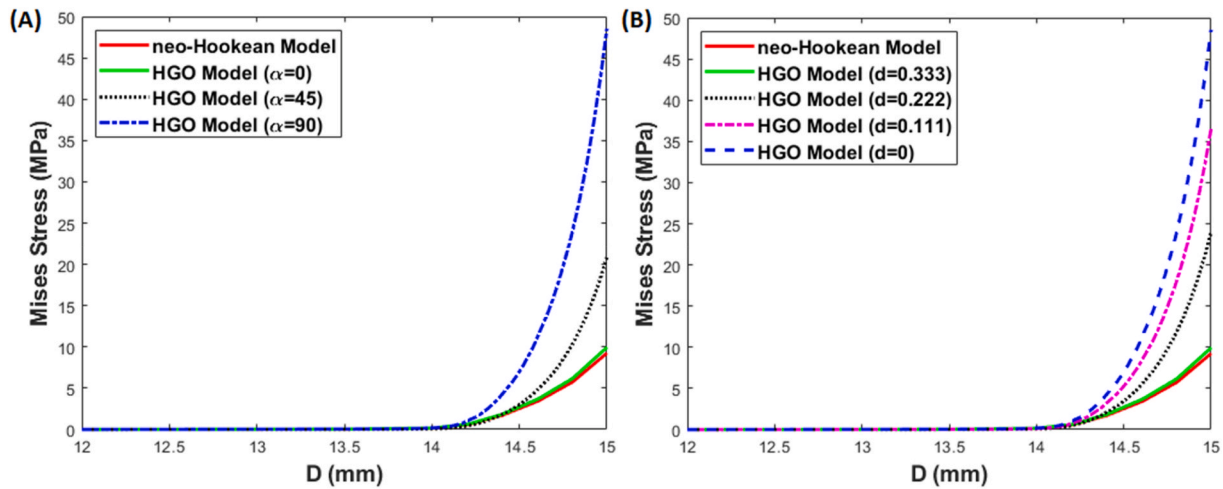 (A)
50
45
40
35
30
25
20
15
10
5
0
Mises Stress (MPa)
neo-Hookean Model
HGO Model (α=0)
HGO Model (α=45)
HGO Model (α=90)
12 12.5 13 13.5 14 14.5 15
D (mm)
(B)
50
45
40
35
30
25
20
15
10
5
0
Mises Stress (MPa)
neo-Hookean Model
HGO Model (d=0.333)
HGO Model (d=0.222)
HGO Model (d=0.111)
HGO Model (d=0)
12 12.5 13 13.5 14 14.5 15
D (mm)